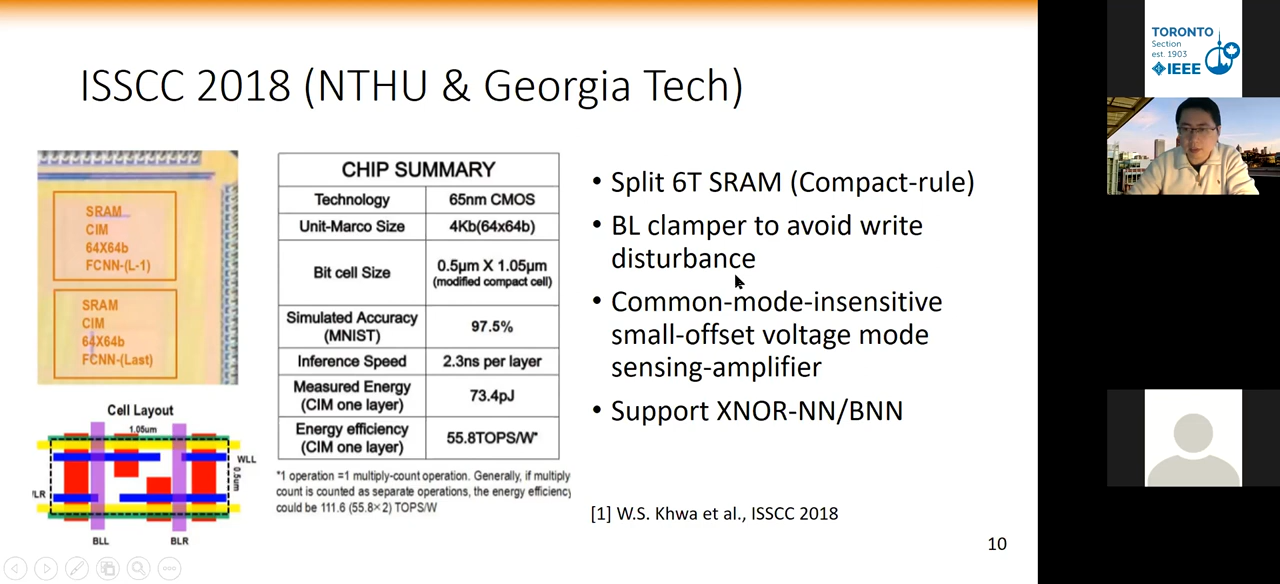 ISSCC 2018 (NTHU & Georgia Tech)
SRAM
CIM
64X64b
FCNN-(L-1)
SRAM
CIM
64X64b
FCNN-(Last)
Cell Layout
1.05um
WLL
0.5um
LR
BLL
BLR
CHIP SUMMARY
Technology 65nm CMOS
Unit-Marco Size 4Kb(64x64b)
Bit cell Size 0.5µm X 1.05µm
(modified compact cell)
Simulated Accuracy
(MNIST) 97.5%
Inference Speed 2.3ns per layer
Measured Energy
(CIM one layer) 73.4pJ
Energy efficiency
(CIM one layer) 55.8TOPS/W*
*1 operation =1 multiply-count operation. Generally, if multiply
count is counted as separate operations, the energy efficiency
could be 111.6 (55.8×2) TOPS/W
• Split 6T SRAM (Compact-rule)
• BL clamper to avoid write
disturbance
• Common-mode-insensitive
small-offset voltage mode
sensing-amplifier
• Support XNOR-NN/BNN
[1] W.S. Khwa et al., ISSCC 2018
10
TORONTO
Section
est. 1903
IEEE